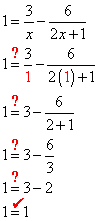 1 = 3/x − 6/(2x+1)
1 ≟ 3/1 − 6/(2(1)+1)
1 ≟ 3 − 6/(2+1)
1 ≟ 3 − 6/3
1 ≟ 3 − 2
1 =✔ 1